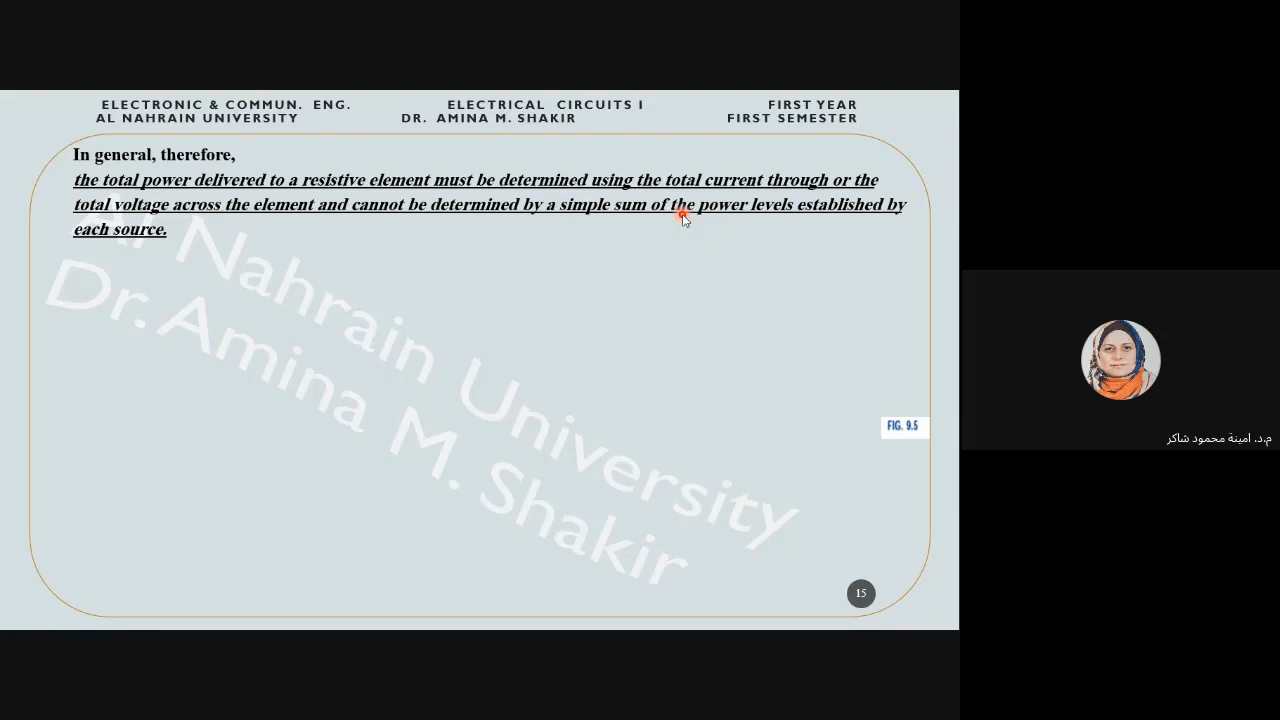 ELECTRONIC & COMMUN. ENG. ELECTRICAL CIRCUITS I FIRST YEAR
AL NAHRAIN UNIVERSITY DR. AMINA M. SHAKIR FIRST SEMESTER
In general, therefore,
the total power delivered to a resistive element must be determined using the total current through or the
total voltage across the element and cannot be determined by a simple sum of the power levels established by
each source.
Al Nahrain University
Dr. Amina M. Shakir
FIG. 9.5
م.د. امينة محمود شاكر
15